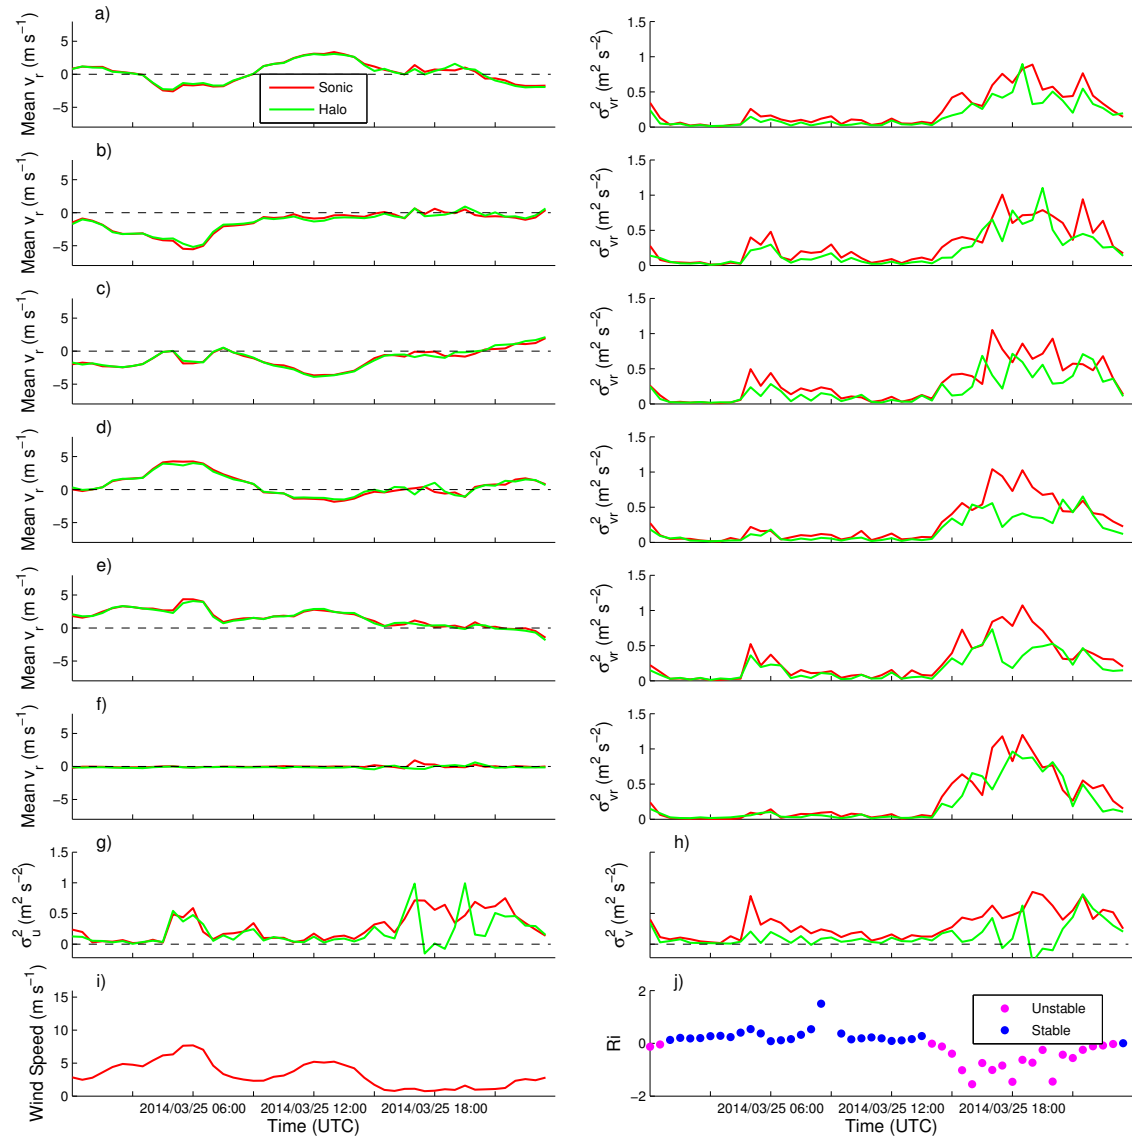 a)
Mean v_r (m s⁻¹)
5
0
−5
Sonic
Halo
σ²_vr (m² s⁻²)
1.5
1
0.5
0
b)
Mean v_r (m s⁻¹)
5
0
−5
σ²_vr (m² s⁻²)
1.5
1
0.5
0
c)
Mean v_r (m s⁻¹)
5
0
−5
σ²_vr (m² s⁻²)
1.5
1
0.5
0
d)
Mean v_r (m s⁻¹)
5
0
−5
σ²_vr (m² s⁻²)
1.5
1
0.5
0
e)
Mean v_r (m s⁻¹)
5
0
−5
σ²_vr (m² s⁻²)
1.5
1
0.5
0
f)
Mean v_r (m s⁻¹)
5
0
−5
σ²_vr (m² s⁻²)
1.5
1
0.5
0
g)
σ²_u (m² s⁻²)
1.5
1
0.5
0
h)
σ²_v (m² s⁻²)
i)
Wind Speed (m s⁻¹)
15
10
5
0
2014/03/25 06:00
2014/03/25 12:00
2014/03/25 18:00
Time (UTC)
j)
Ri
2
0
−2
Unstable
Stable
2014/03/25 06:00
2014/03/25 12:00
2014/03/25 18:00
Time (UTC)